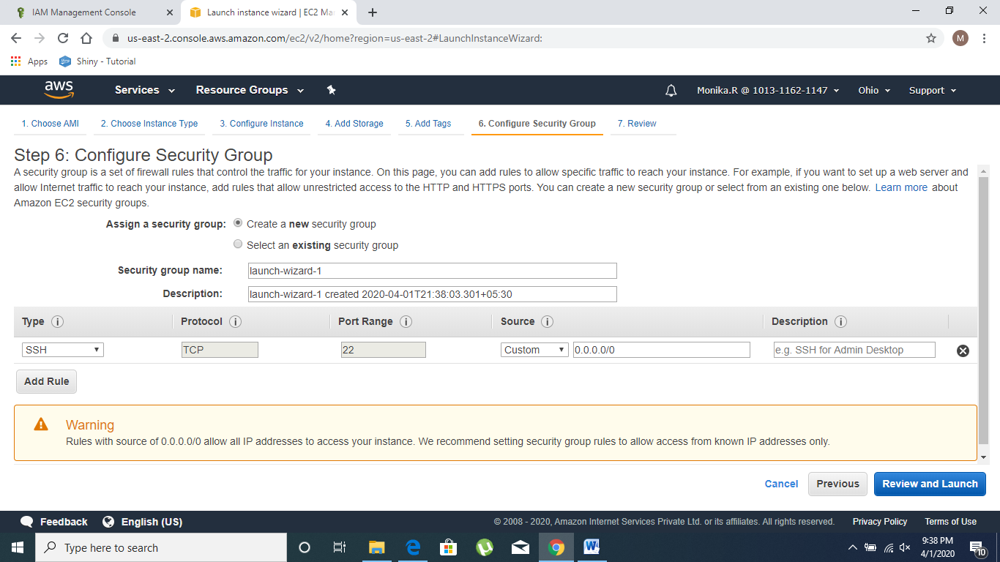 IAM Management Console
Launch instance wizard | EC2 Ma
us-east-2.console.aws.amazon.com/ec2/v2/home?region=us-east-2#LaunchInstanceWizard:
M
Apps
Shiny - Tutorial
aws
Services
Resource Groups
Monika.R @ 1013-1162-1147
Ohio
Support
1. Choose AMI
2. Choose Instance Type
3. Configure Instance
4. Add Storage
5. Add Tags
6. Configure Security Group
7. Review
Step 6: Configure Security Group
A security group is a set of firewall rules that control the traffic for your instance. On this page, you can add rules to allow specific traffic to reach your instance. For example, if you want to set up a web server and
allow Internet traffic to reach your instance, add rules that allow unrestricted access to the HTTP and HTTPS ports. You can create a new security group or select from an existing one below. Learn more about
Amazon EC2 security groups.
Assign a security group:
Create a new security group
Select an existing security group
Security group name:
launch-wizard-1
Description:
launch-wizard-1 created 2020-04-01T21:38:03.301+05:30
Type i
Protocol i
Port Range i
Source i
Description i
SSH
TCP
22
Custom
0.0.0.0/0
e.g. SSH for Admin Desktop
Add Rule
Warning
Rules with source of 0.0.0.0/0 allow all IP addresses to access your instance. We recommend setting security group rules to allow access from known IP addresses only.
Cancel
Previous
Review and Launch
Feedback
English (US)
© 2008 - 2020, Amazon Internet Services Private Ltd. or its affiliates. All rights reserved.
Privacy Policy
Terms of Use
Type here to search
9:38 PM
4/1/2020
10